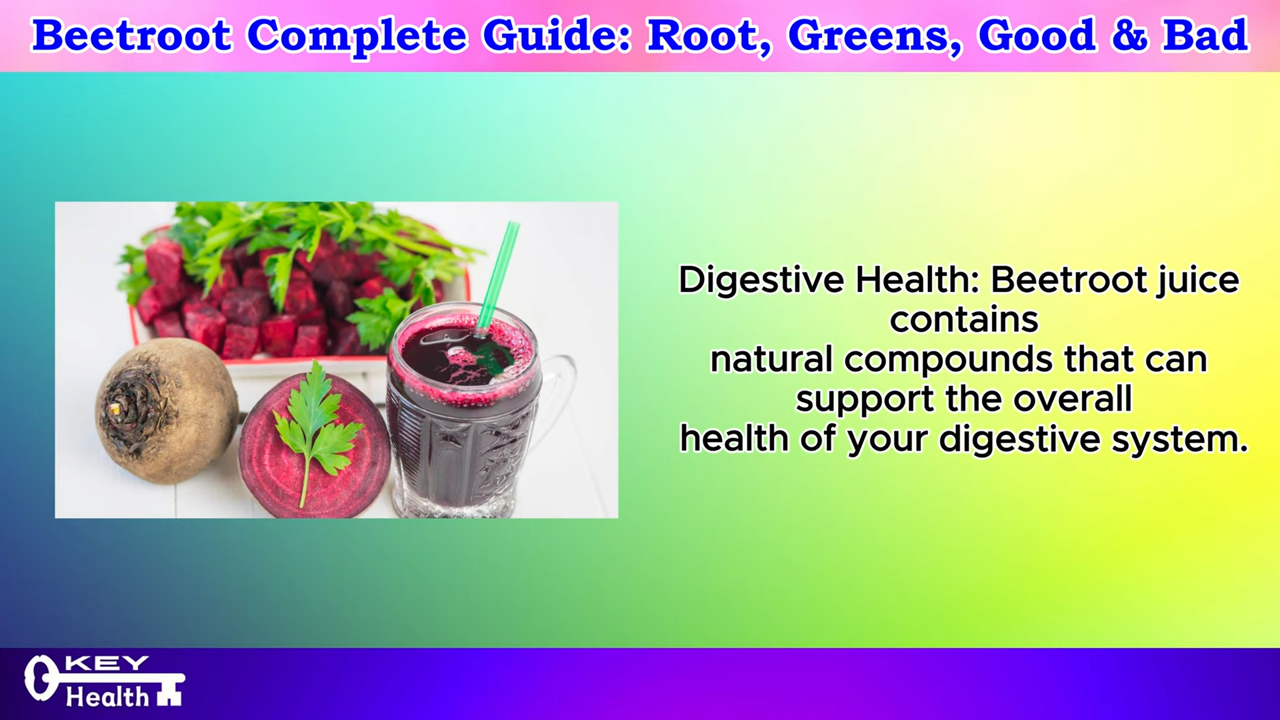 Beetroot Complete Guide: Root, Greens, Good & Bad
Digestive Health: Beetroot juice
contains
natural compounds that can
support the overall
health of your digestive system.
KEY
Health